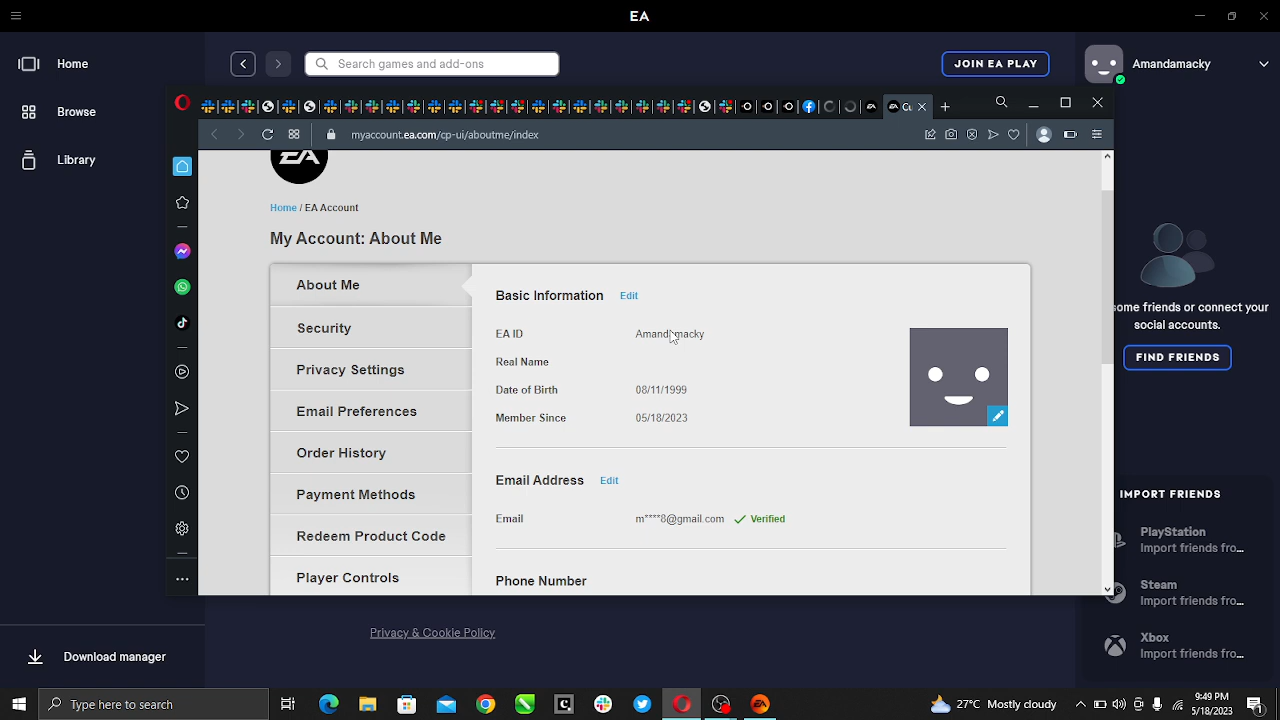 EA
Home
Search games and add-ons
JOIN EA PLAY
Amandamacky
Browse
Library
Cu
myaccount.ea.com/cp-ui/aboutme/index
EA
Home / EA Account
My Account: About Me
About Me
Security
Privacy Settings
Email Preferences
Order History
Payment Methods
Redeem Product Code
Player Controls
Basic Information Edit
EA ID
Real Name
Date of Birth 08/11/1999
Member Since 05/18/2023
Email Address Edit
Email m****8@gmail.com Verified
Phone Number
ome friends or connect your
social accounts.
FIND FRIENDS
IMPORT FRIENDS
PlayStation
Import friends fro...
Steam
Import friends fro...
Xbox
Import friends fro...
Privacy & Cookie Policy
Download manager
Type here to search
27°C Mostly cloudy
9:49 PM
5/18/2023